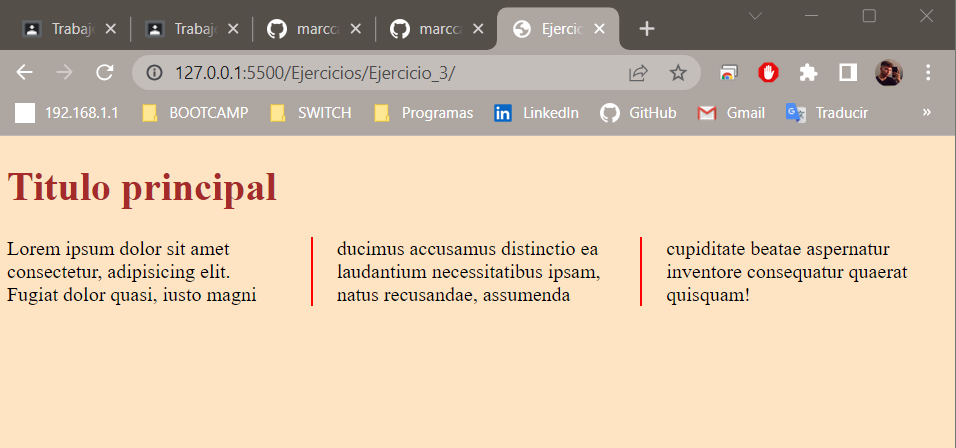 Trabaj
Trabaj
marcc
marcc
Ejercic
127.0.0.1:5500/Ejercicios/Ejercicio_3/
192.168.1.1 BOOTCAMP SWITCH Programas LinkedIn GitHub Gmail Traducir »
Titulo principal
Lorem ipsum dolor sit amet
consectetur, adipisicing elit.
Fugiat dolor quasi, iusto magni
ducimus accusamus distinctio ea
laudantium necessitatibus ipsam,
natus recusandae, assumenda
cupiditate beatae aspernatur
inventore consequatur quaerat
quisquam!